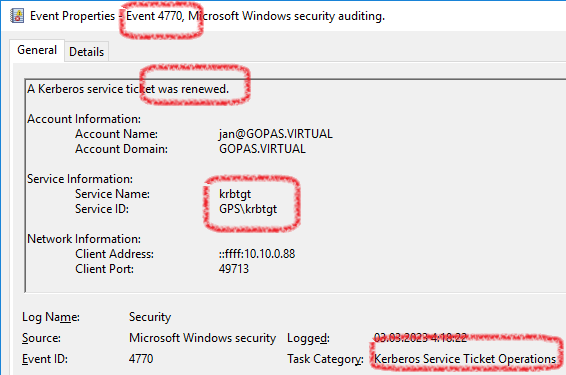 Event Properties - Event 4770, Microsoft Windows security auditing.
General Details
A Kerberos service ticket was renewed.
Account Information:
Account Name: jan@GOPAS.VIRTUAL
Account Domain: GOPAS.VIRTUAL
Service Information:
Service Name: krbtgt
Service ID: GPS\krbtgt
Network Information:
Client Address: ::ffff:10.10.0.88
Client Port: 49713
Log Name: Security
Source: Microsoft Windows security Logged: 03.03.2023 4:18:22
Event ID: 4770 Task Category: Kerberos Service Ticket Operations